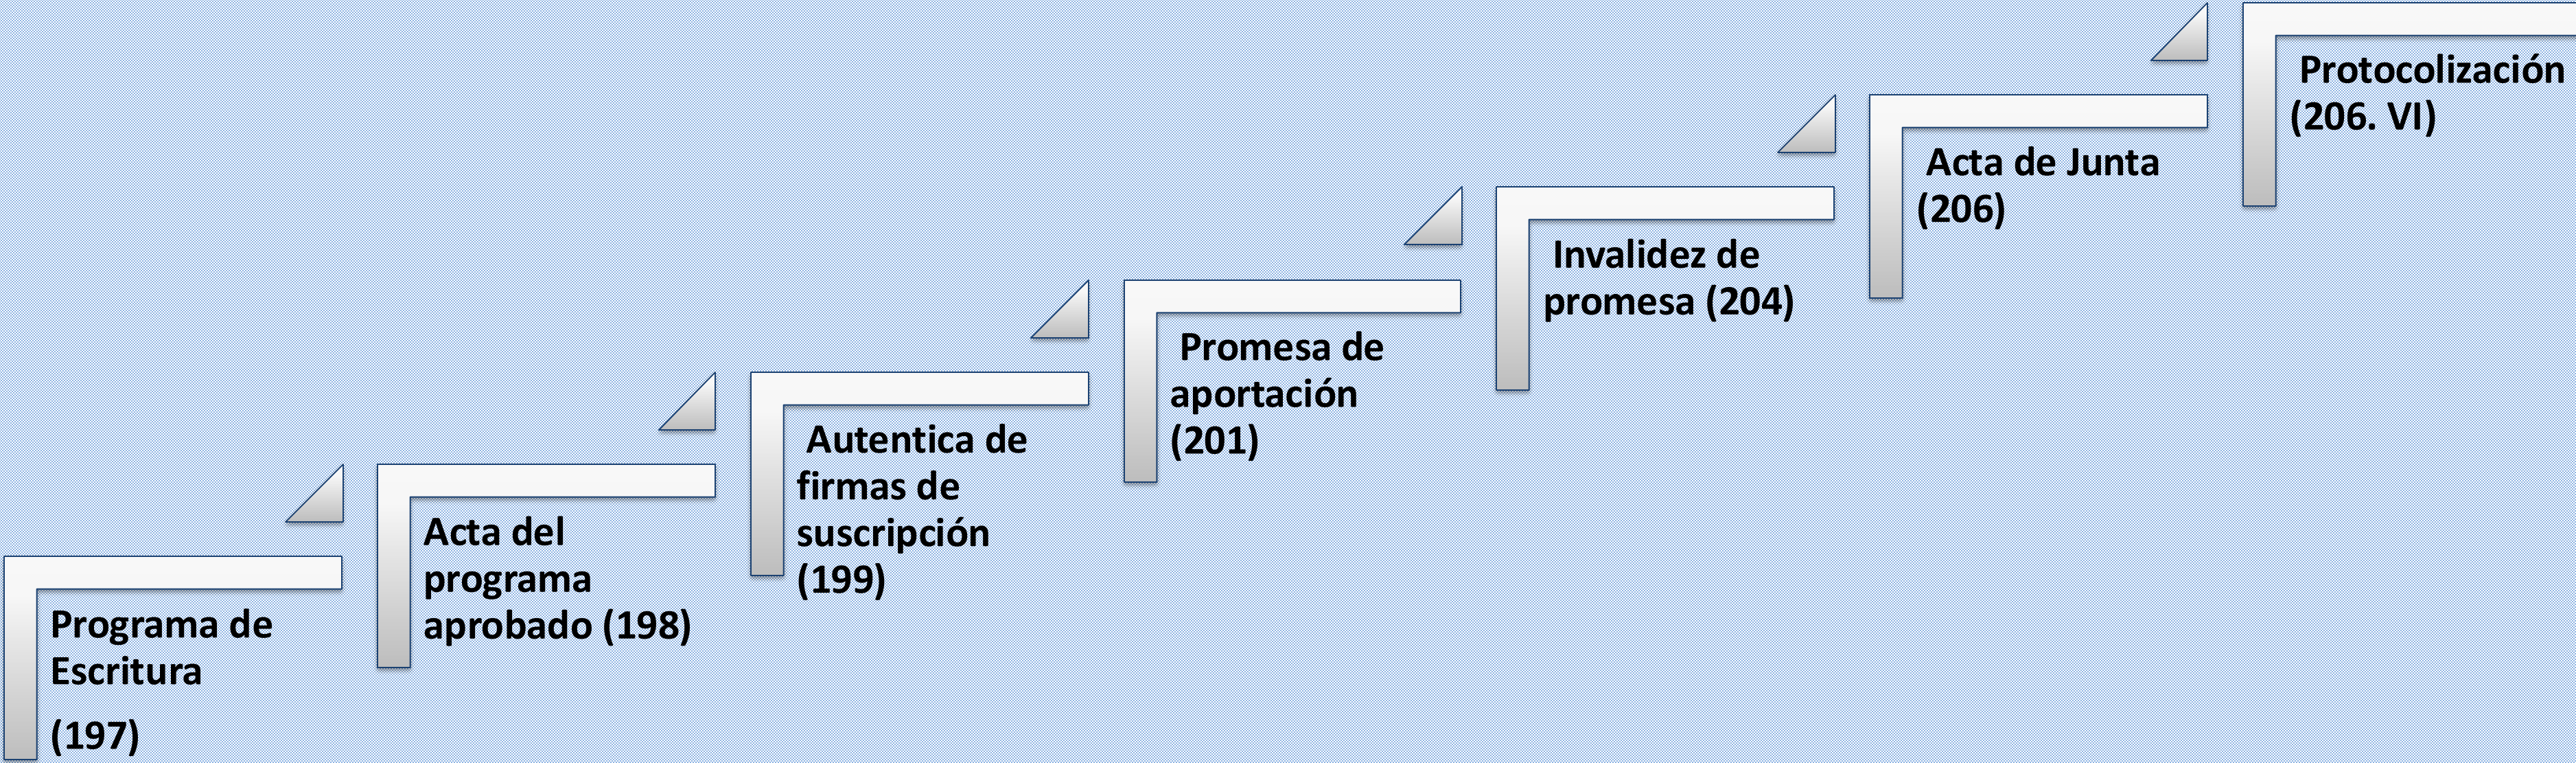 Programa de
Escritura
(197)
Acta del
programa
aprobado (198)
Autentica de
firmas de
suscripción
(199)
Promesa de
aportación
(201)
Invalidez de
promesa (204)
Acta de Junta
(206)
Protocolización
(206. VI)